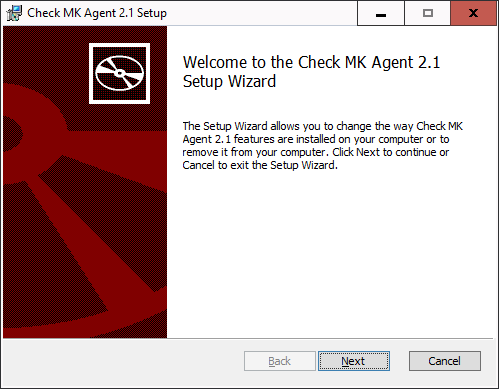 Check MK Agent 2.1 Setup
Welcome to the Check MK Agent 2.1
Setup Wizard
The Setup Wizard allows you to change the way Check MK
Agent 2.1 features are installed on your computer or to
remove it from your computer. Click Next to continue or
Cancel to exit the Setup Wizard.
Back
Next
Cancel